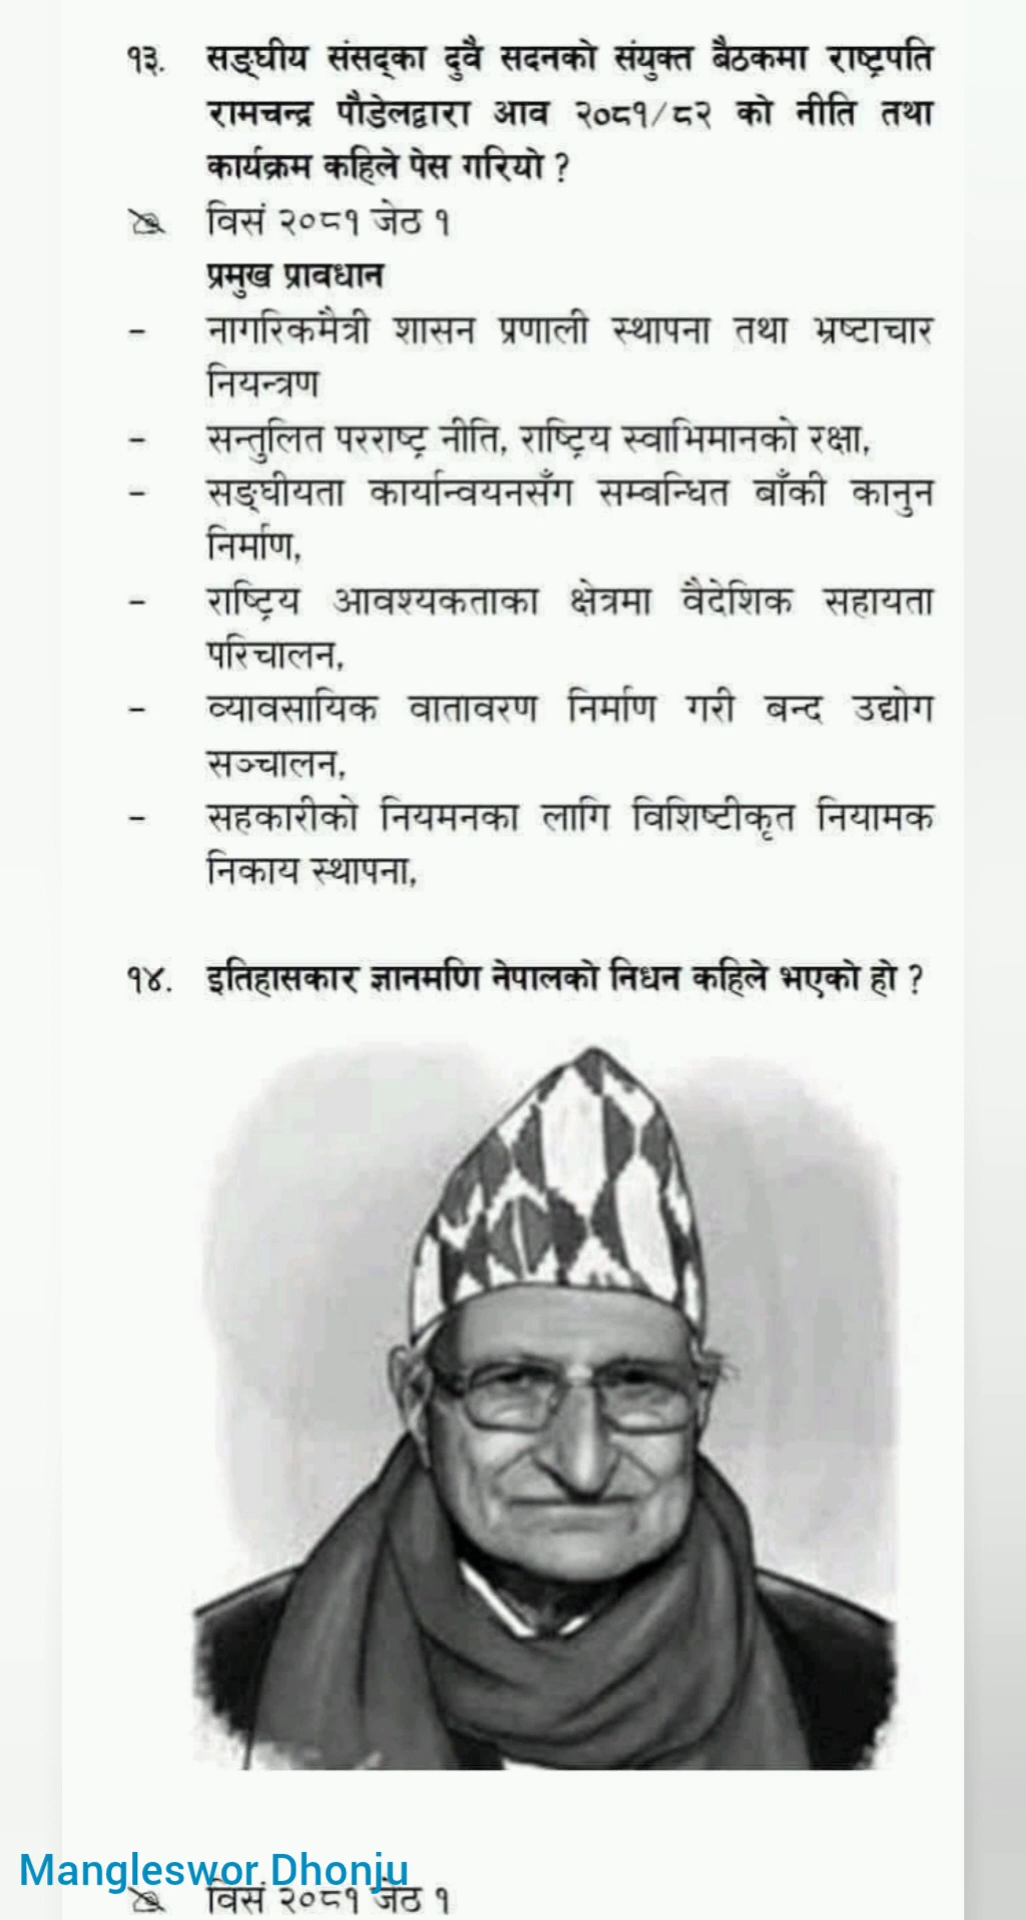 १३. सङ्घीय संसद्का दुवै सदनको संयुक्त बैठकमा राष्ट्रपति
रामचन्द्र पौडेलद्वारा आव २०८१/८२ को नीति तथा
कार्यक्रम कहिले पेस गरियो ?
विसं २०८१ जेठ १
प्रमुख प्रावधान
- नागरिकमैत्री शासन प्रणाली स्थापना तथा भ्रष्टाचार
नियन्त्रण
- सन्तुलित परराष्ट्र नीति, राष्ट्रिय स्वाभिमानको रक्षा,
- सङ्घीयता कार्यान्वयनसँग सम्बन्धित बाँकी कानुन
निर्माण,
- राष्ट्रिय आवश्यकताका क्षेत्रमा वैदेशिक सहायता
परिचालन,
- व्यावसायिक वातावरण निर्माण गरी बन्द उद्योग
सञ्चालन,
- सहकारीको नियमनका लागि विशिष्टीकृत नियामक
निकाय स्थापना,
१४. इतिहासकार ज्ञानमणि नेपालको निधन कहिले भएको हो ?
Mangleswor.Dhonju
विसं २०८१ जेठ १